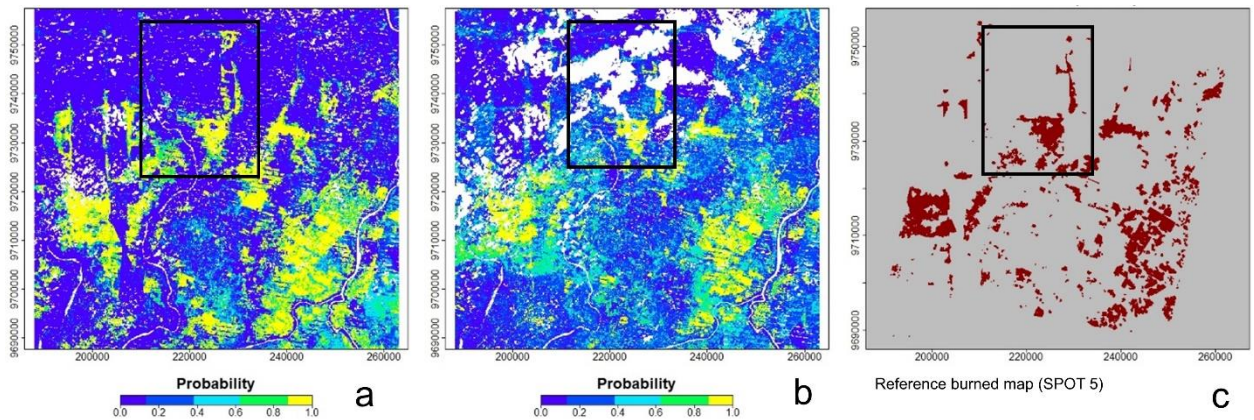 9690000 9700000 9710000 9720000 9730000 9740000 9750000
200000 220000 240000 260000
Probability
0.0 0.2 0.4 0.6 0.8 1.0
a
9690000 9700000 9710000 9720000 9730000 9740000 9750000
200000 220000 240000 260000
Probability
0.0 0.2 0.4 0.6 0.8 1.0
b
9690000 9710000 9730000 9750000
200000 220000 240000 260000
Reference burned map (SPOT 5)
c